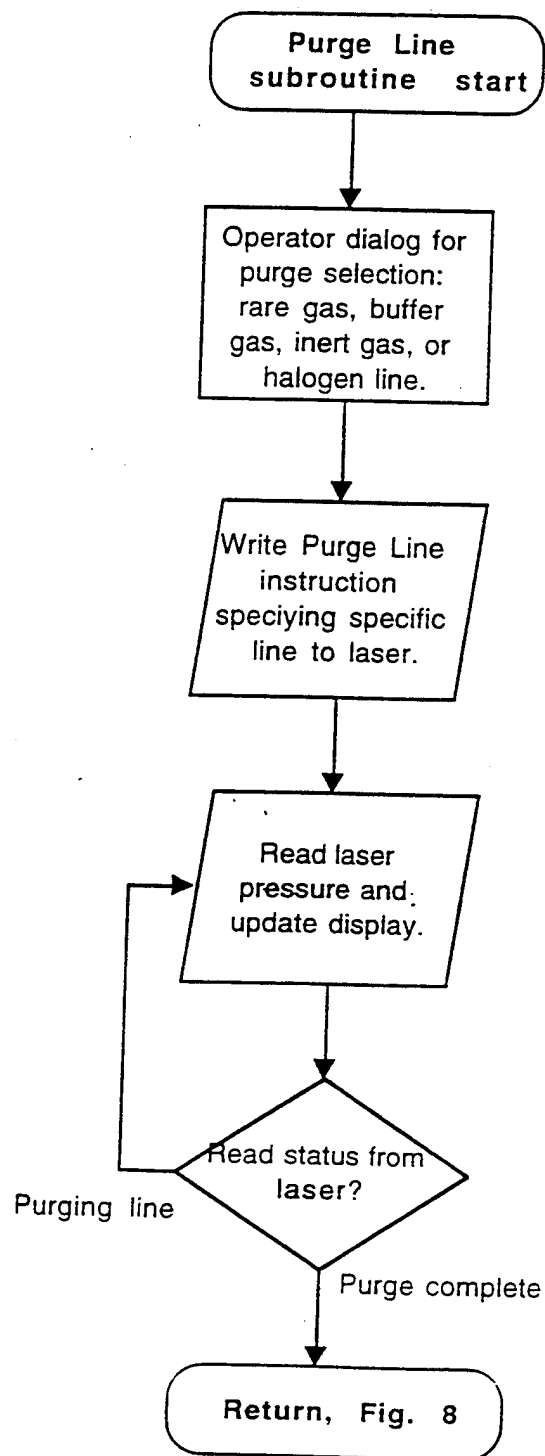 Purge Line
subroutine start
Operator dialog for
purge selection:
rare gas, buffer
gas, inert gas, or
halogen line.
Write Purge Line
instruction
speciying specific
line to laser.
Read laser
pressure and
update display.
Read status from
laser?
Purging line
Purge complete
Return, Fig. 8